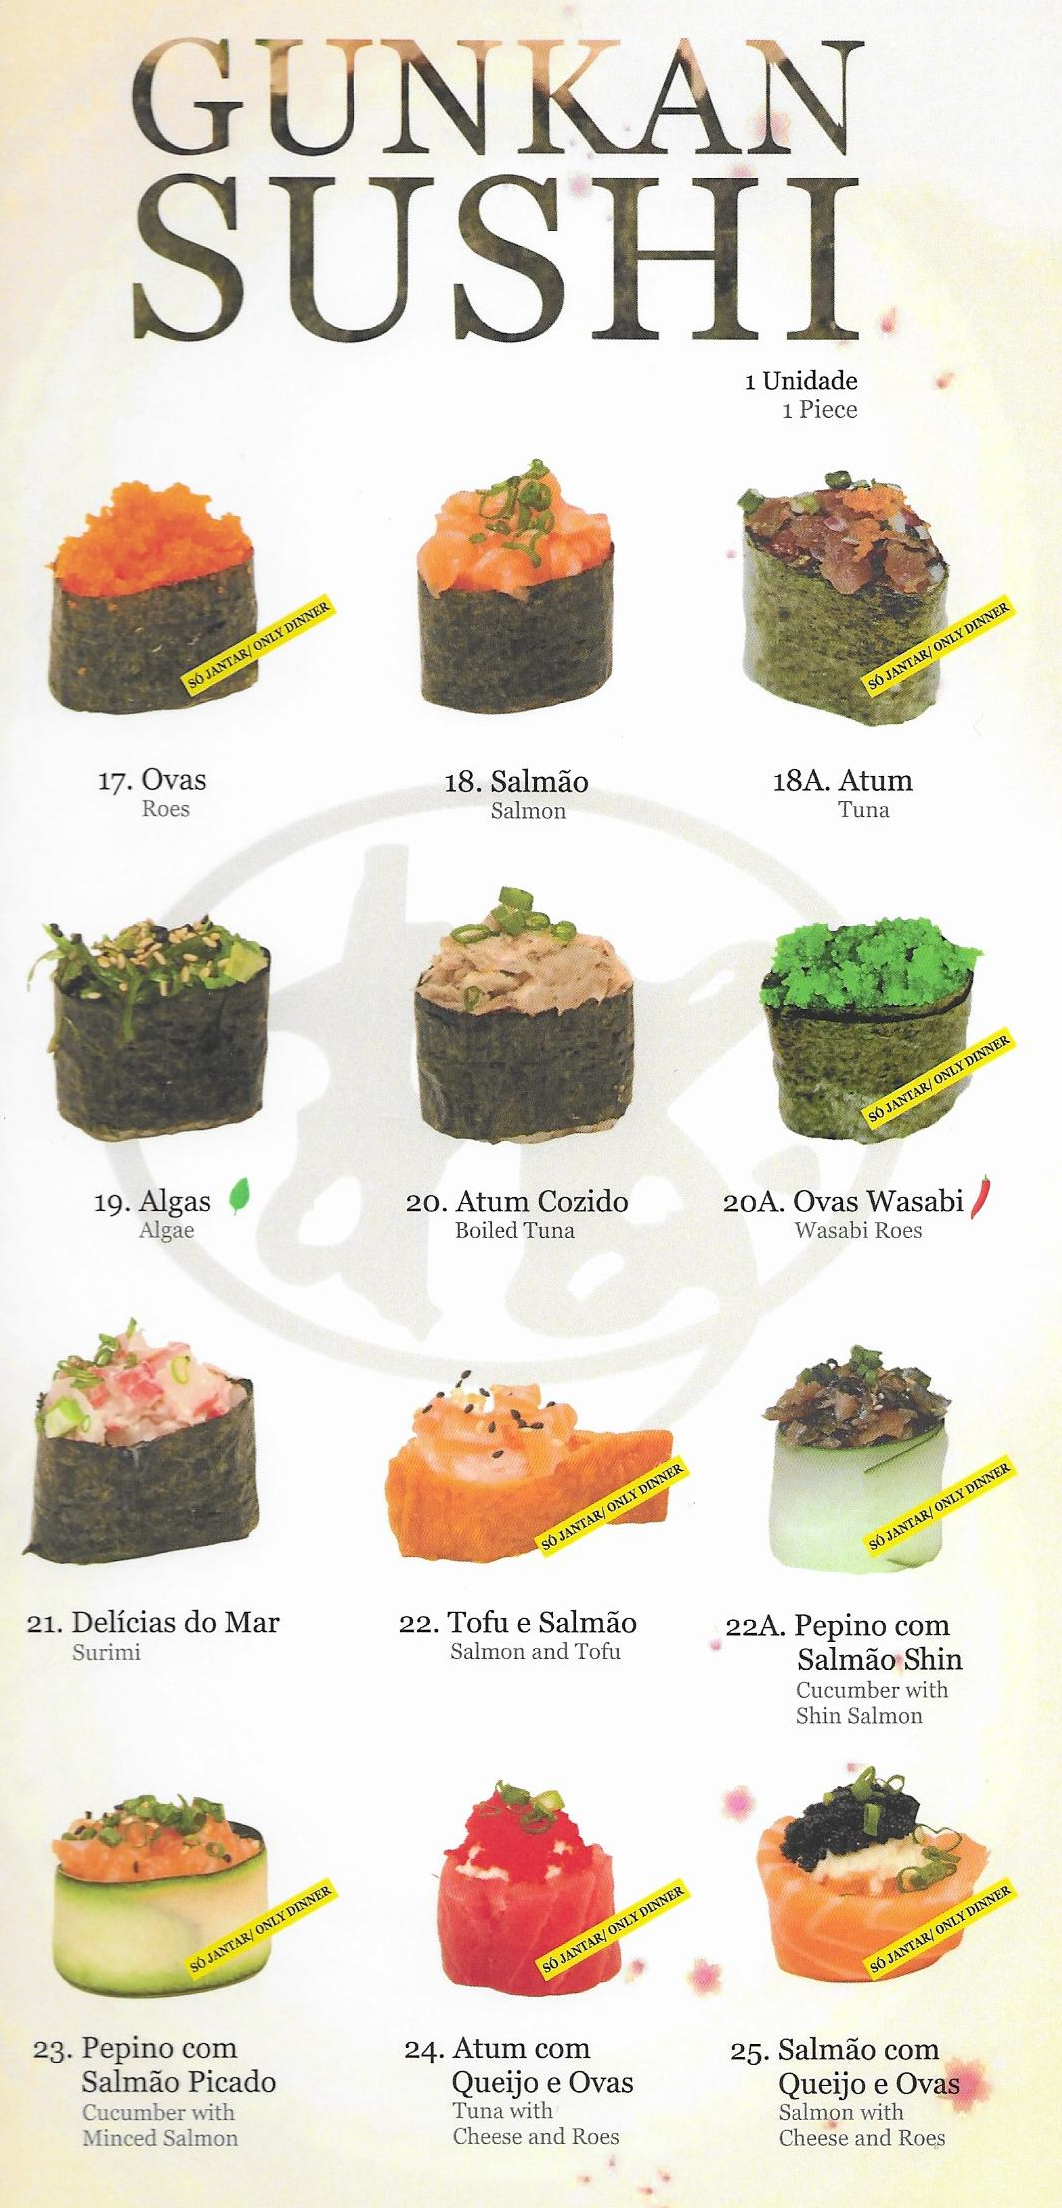 GUNKAN
SUSHI
1 Unidade
1 Piece
SÓ JANTAR/ ONLY DINNER
SÓ JANTAR/ ONLY DINNER
17. Ovas
Roes
18. Salmão
Salmon
18A. Atum
Tuna
SÓ JANTAR/ ONLY DINNER
19. Algas
Algae
20. Atum Cozido
Boiled Tuna
20A. Ovas Wasabi
Wasabi Roes
SÓ JANTAR/ ONLY DINNER
SÓ JANTAR/ ONLY DINNER
21. Delícias do Mar
Surimi
22. Tofu e Salmão
Salmon and Tofu
22A. Pepino com
Salmão Shin
Cucumber with
Shin Salmon
SÓ JANTAR/ ONLY DINNER
SÓ JANTAR/ ONLY DINNER
SÓ JANTAR/ ONLY DINNER
23. Pepino com
Salmão Picado
Cucumber with
Minced Salmon
24. Atum com
Queijo e Ovas
Tuna with
Cheese and Roes
25. Salmão com
Queijo e Ovas
Salmon with
Cheese and Roes